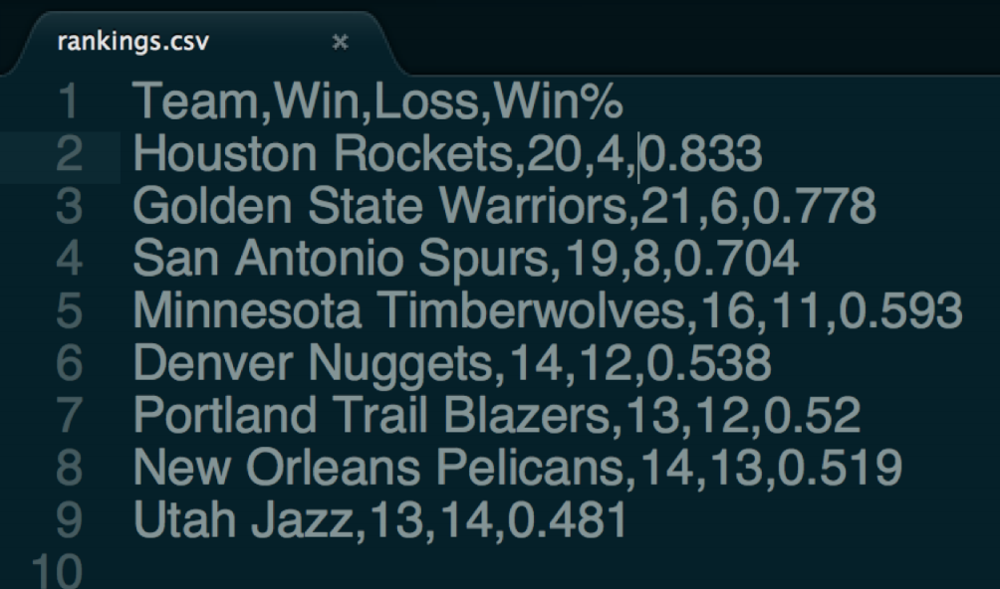 rankings.csv ×
1 Team,Win,Loss,Win%
2 Houston Rockets,20,4,0.833
3 Golden State Warriors,21,6,0.778
4 San Antonio Spurs,19,8,0.704
5 Minnesota Timberwolves,16,11,0.593
6 Denver Nuggets,14,12,0.538
7 Portland Trail Blazers,13,12,0.52
8 New Orleans Pelicans,14,13,0.519
9 Utah Jazz,13,14,0.481
10